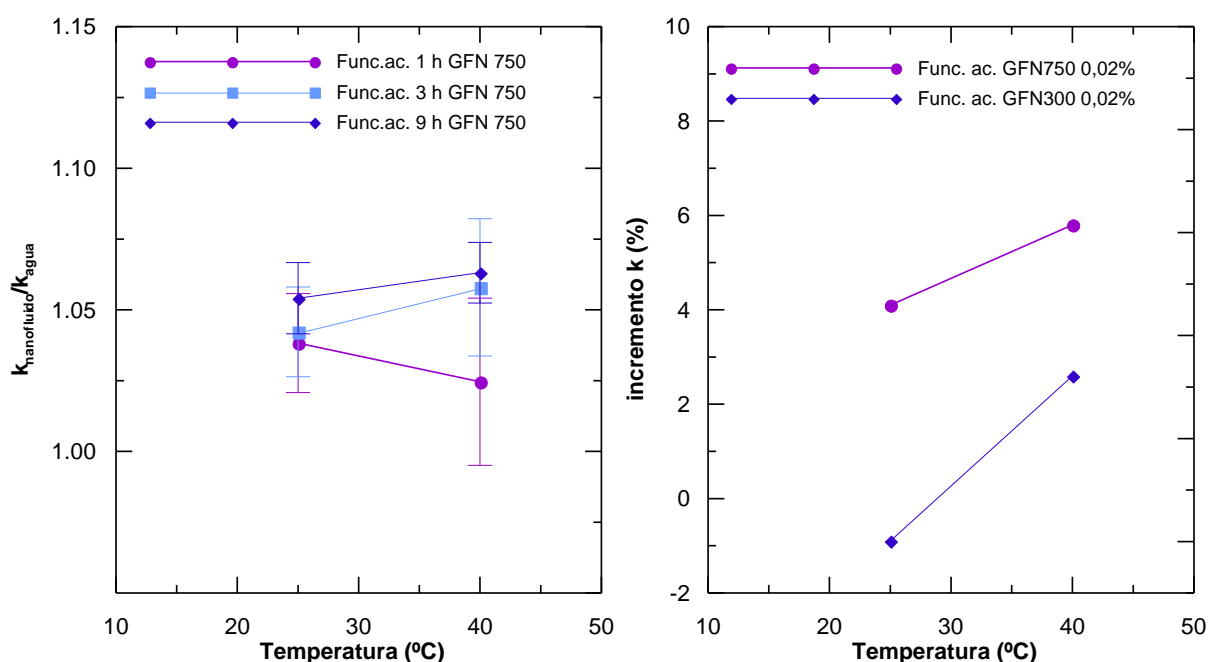 1.15
1.10
1.05
1.00
k nanofluido/k agua
Func.ac. 1 h GFN 750
Func.ac. 3 h GFN 750
Func.ac. 9 h GFN 750
10 20 30 40 50
Temperatura (ºC)
10
8
6
4
2
0
-2
incremento k (%)
Func. ac. GFN750 0,02%
Func. ac. GFN300 0,02%
10 20 30 40 50
Temperatura (ºC)